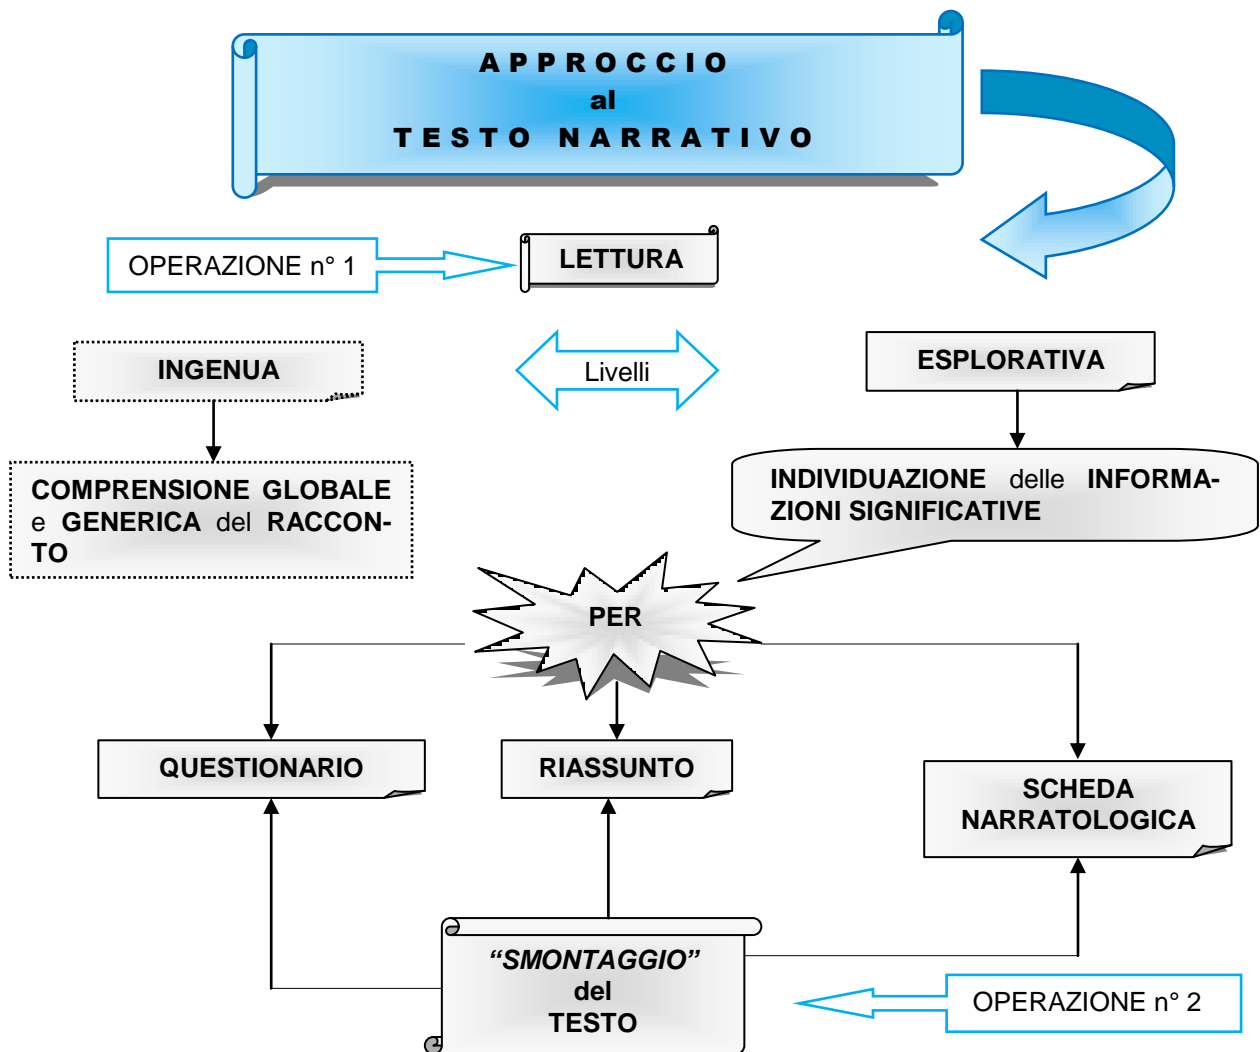 APPROCCIO
al
TESTO NARRATIVO
OPERAZIONE n° 1
LETTURA
INGENUA
Livelli
ESPLORATIVA
COMPRENSIONE GLOBALE
e GENERICA del RACCON-
TO
INDIVIDUAZIONE delle INFORMA-
ZIONI SIGNIFICATIVE
PER
QUESTIONARIO
RIASSUNTO
SCHEDA
NARRATOLOGICA
“SMONTAGGIO”
del
TESTO
OPERAZIONE n° 2